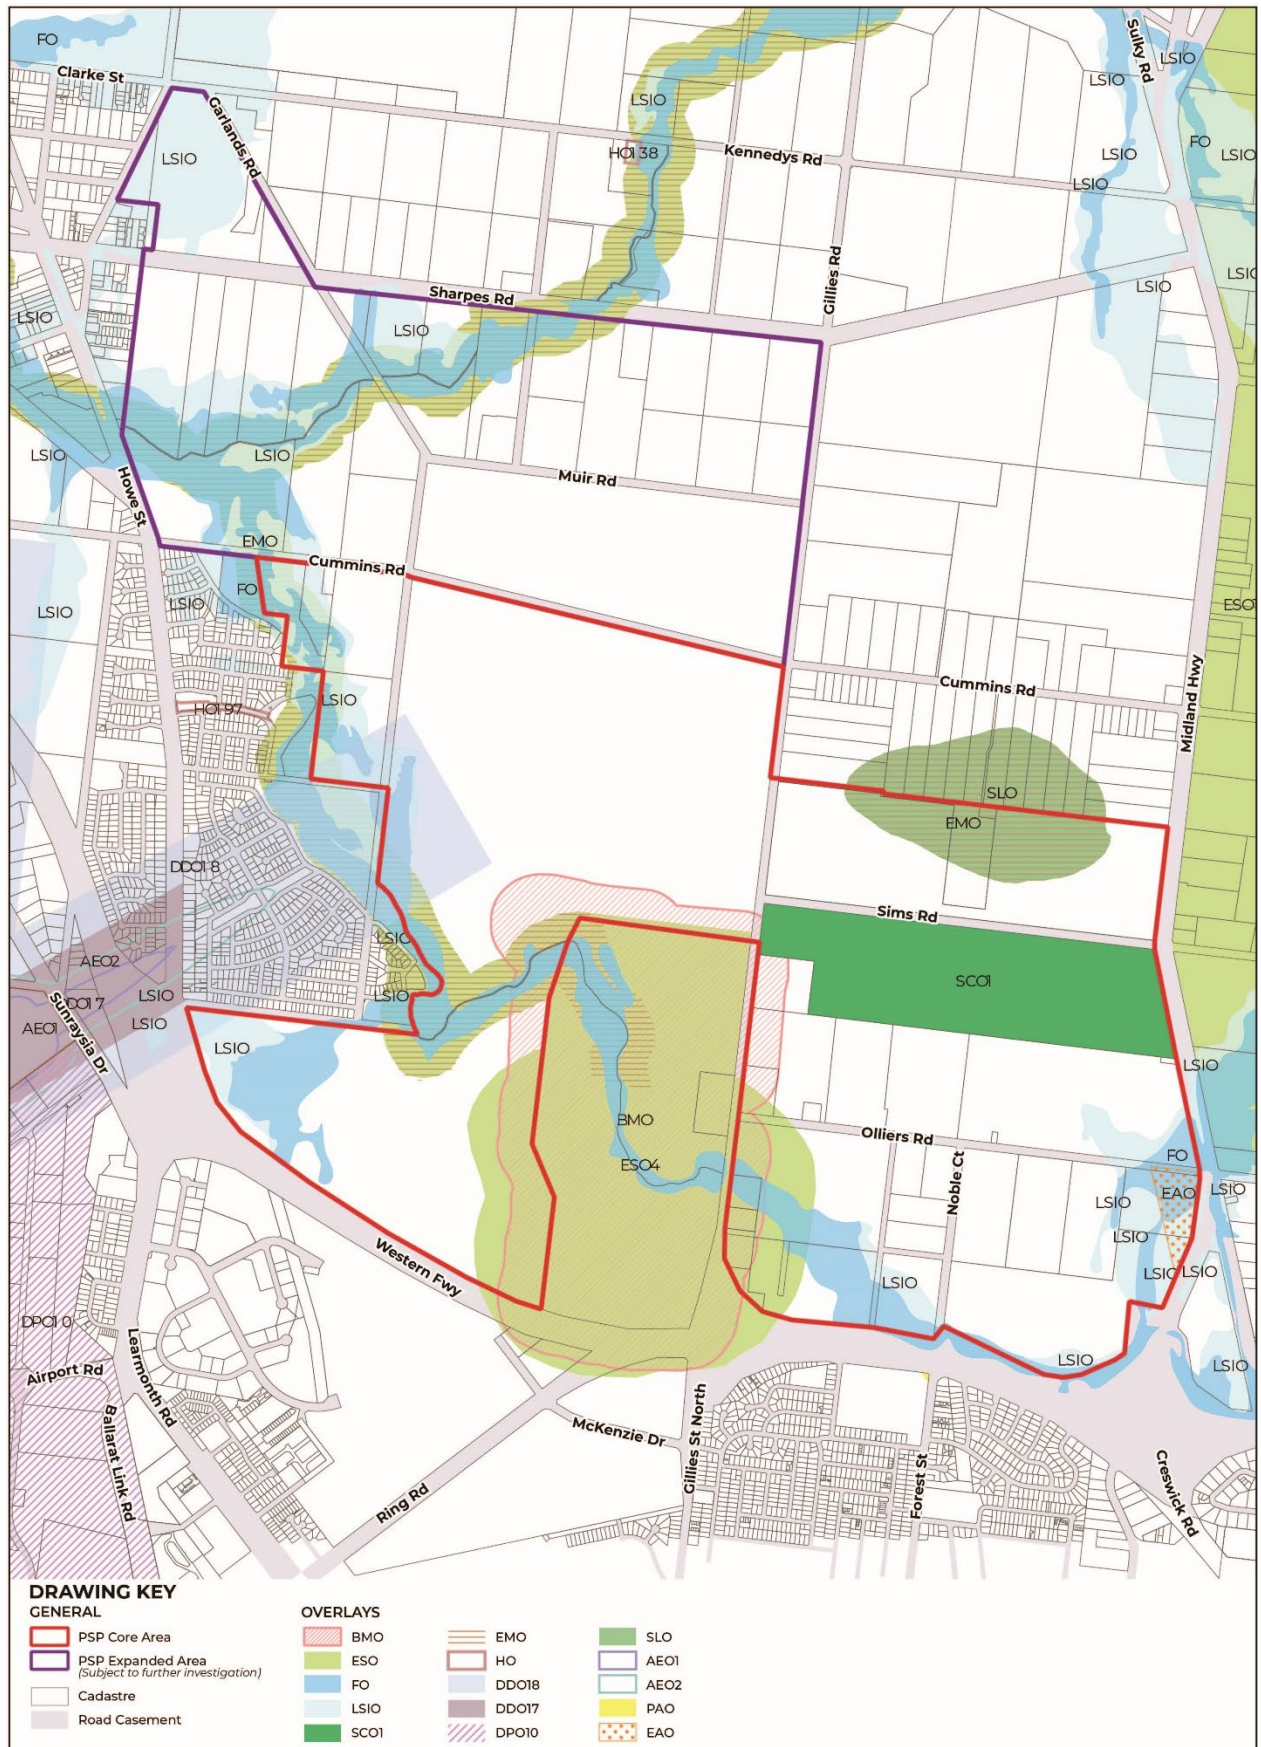 FO
Clarke St
Sulky Rd
LSIO
LSIO
Garlands Rd
LSIO
LSIO
HO138
Kennedys Rd
FO
LSIO
LSIO
LSIO
Gillies Rd
LSIO
LSIO
Sharpes Rd
LSIO
LSIO
LSIO
LSIO
Howe St
Muir Rd
EMO
Cummins Rd
FO
LSIO
LSIO
ESO1
LSIO
HO197
Cummins Rd
Midland Hwy
SLO
EMO
DDO18
Sims Rd
LSIO
AEO2
SCO1
LSIO
LSIO
DO17
AEO1
LSIO
Sunraysia Dr
LSIO
LSIO
BMO
Olliers Rd
FO
ESO4
Noble Ct
EAO
LSIO
LSIO
LSIO
Western Fwy
LSIO
LSIO
LSIO
DPO10
LSIO
LSIO
Airport Rd
Learmonth Rd
Ballarat Link Rd
Gillies St North
McKenzie Dr
Forest St
Creswick Rd
Ring Rd
DRAWING KEY
GENERAL
PSP Core Area
PSP Expanded Area
(Subject to further investigation)
Cadastre
Road Casement
OVERLAYS
BMO
ESO
FO
LSIO
SCO1
EMO
HO
DDO18
DDO17
DPO10
SLO
AEO1
AEO2
PAO
EAO